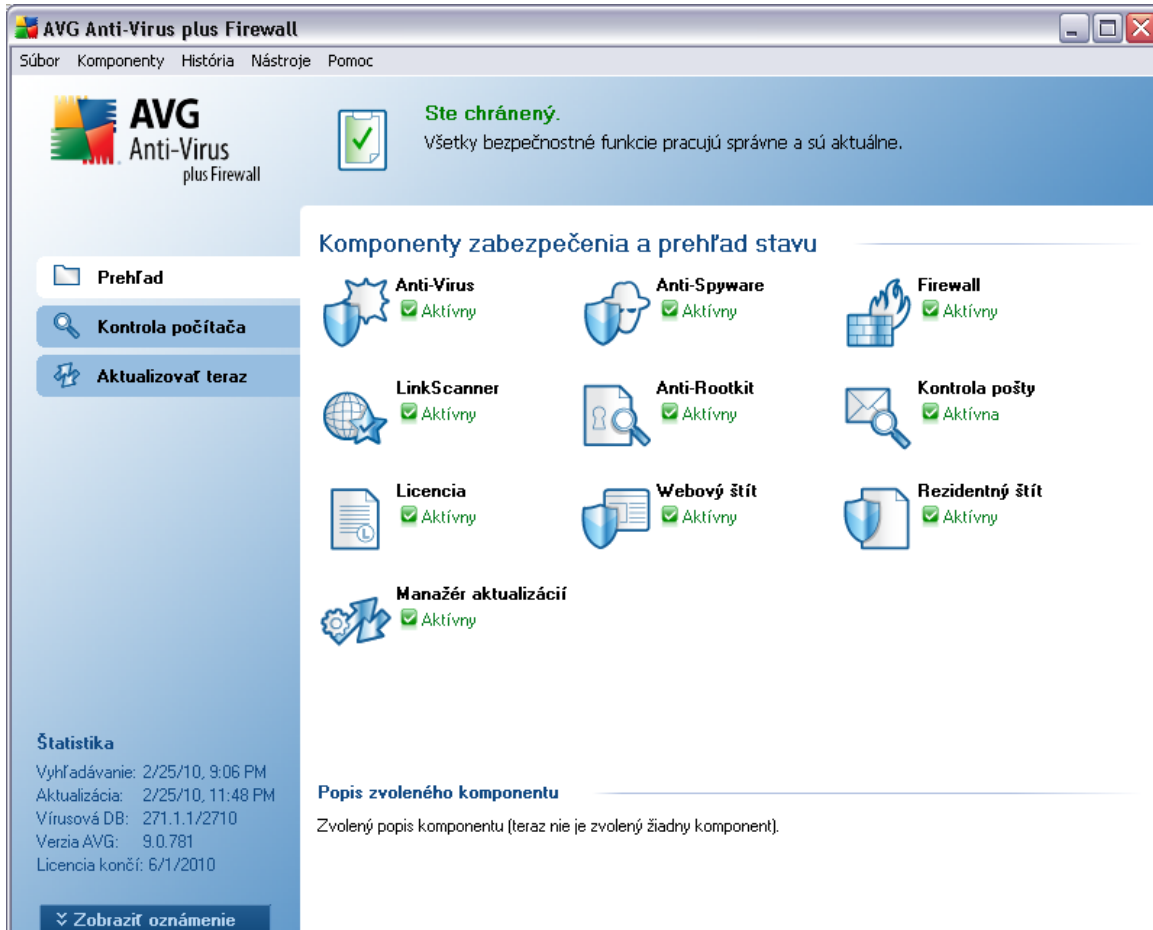 AVG Anti-Virus plus Firewall
Súbor Komponenty História Nástroje Pomoc
AVG
Anti-Virus
plus Firewall
Ste chránený.
Všetky bezpečnostné funkcie pracujú správne a sú aktuálne.
Prehľad
Kontrola počítača
Aktualizovať teraz
Komponenty zabezpečenia a prehľad stavu
Anti-Virus
Aktívny
Anti-Spyware
Aktívny
Firewall
Aktívny
LinkScanner
Aktívny
Anti-Rootkit
Aktívny
Kontrola pošty
Aktívna
Licencia
Aktívny
Webový štít
Aktívny
Rezidentný štít
Aktívny
Manažér aktualizácií
Aktívny
Štatistika
Vyhľadávanie: 2/25/10, 9:06 PM
Aktualizácia: 2/25/10, 11:48 PM
Vírusová DB: 271.1.1/2710
Verzia AVG: 9.0.781
Licencia končí: 6/1/2010
Zobraziť oznámenie
Popis zvoleného komponentu
Zvolený popis komponentu (teraz nie je zvolený žiadny komponent).